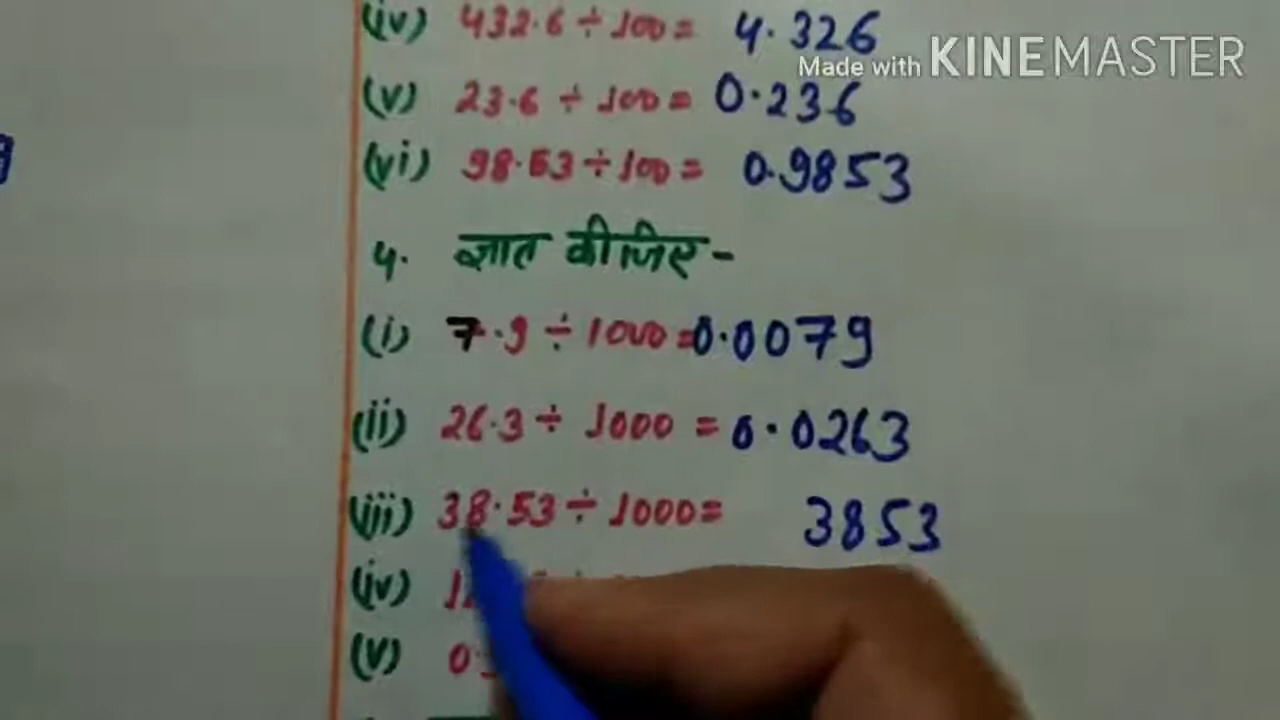 (iv) 432.6 ÷ 100 = 4.326
Made with KINEMASTER
(v) 23.6 ÷ 100 = 0.236
(vi) 98.53 ÷ 100 = 0.9853
4. ज्ञात कीजिए -
(i) 7.9 ÷ 1000 = 0.0079
(ii) 26.3 ÷ 1000 = 0.0263
(iii) 38.53 ÷ 1000 = 3853
(iv)
(v)